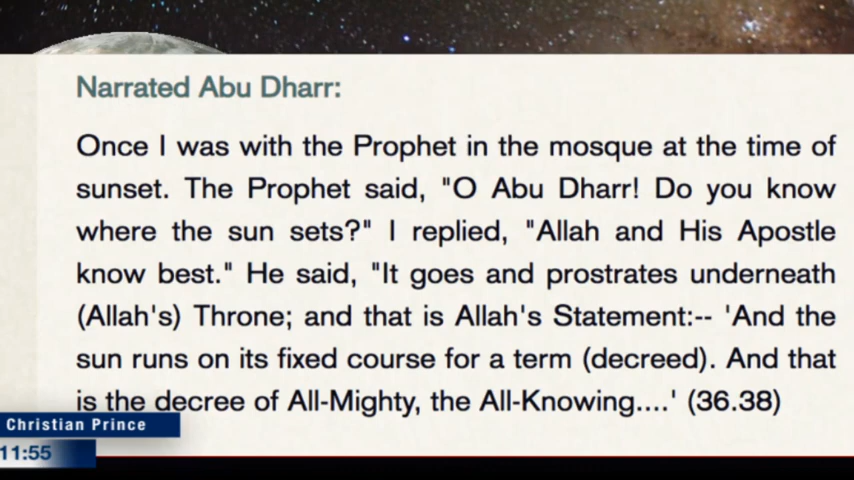 Narrated Abu Dharr:
Once I was with the Prophet in the mosque at the time of
sunset. The Prophet said, "O Abu Dharr! Do you know
where the sun sets?" I replied, "Allah and His Apostle
know best." He said, "It goes and prostrates underneath
(Allah's) Throne; and that is Allah's Statement:-- 'And the
sun runs on its fixed course for a term (decreed). And that
is the decree of All-Mighty, the All-Knowing....' (36.38)
Christian Prince
11:55